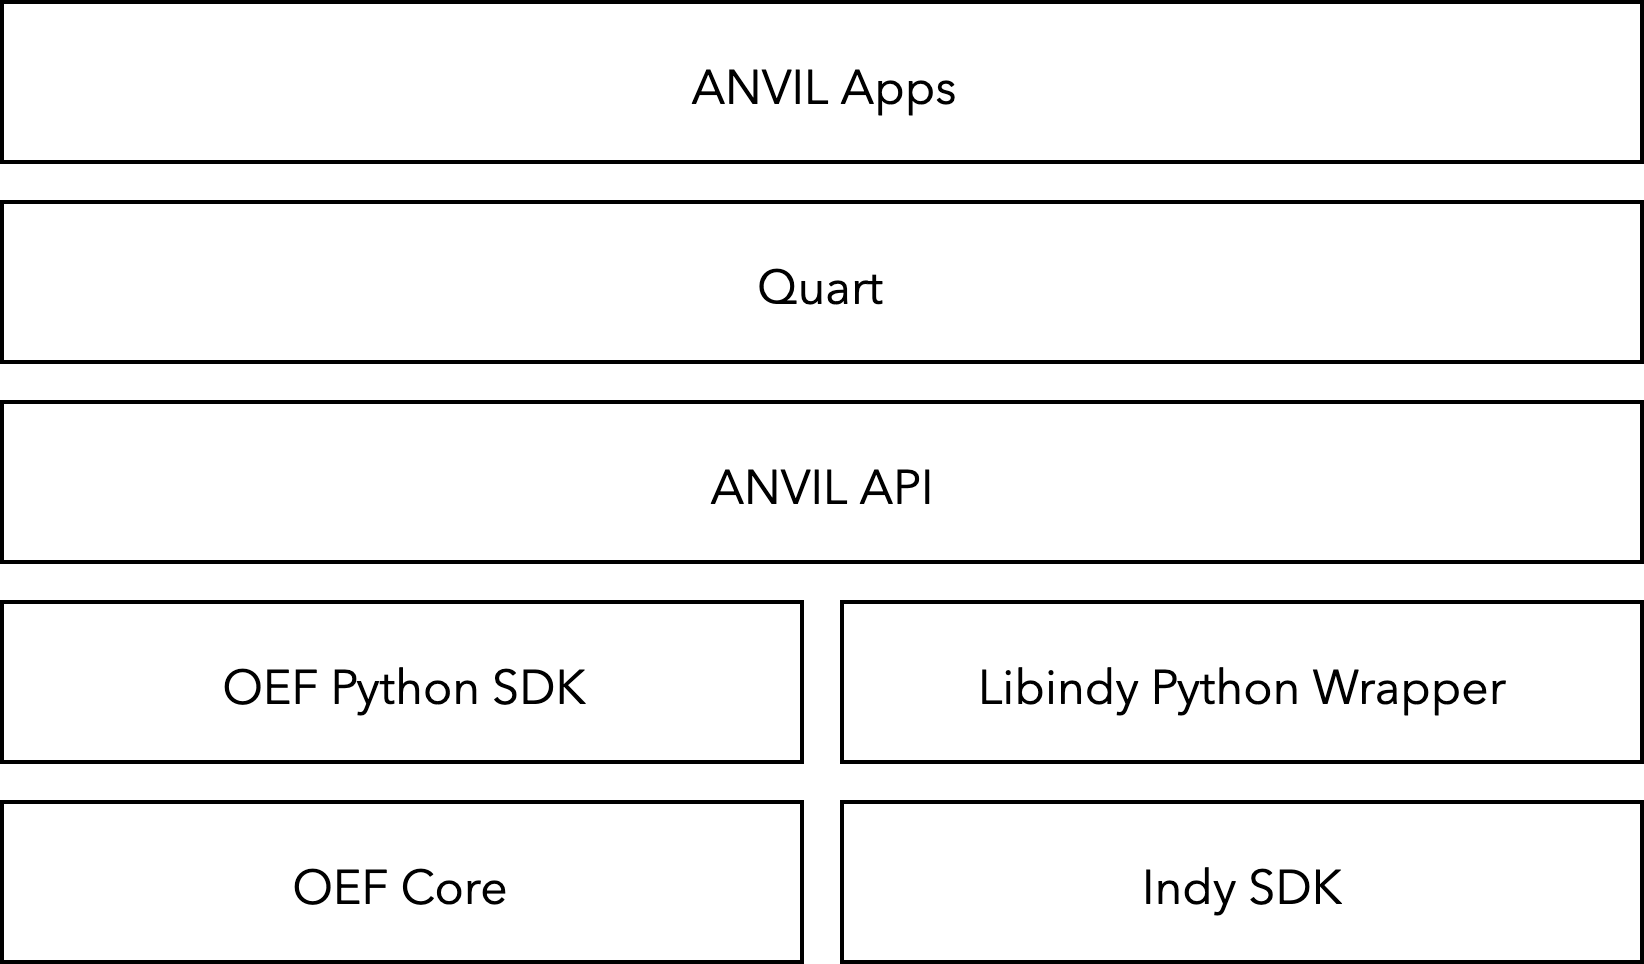 ANVIL Apps
Quart
ANVIL API
OEF Python SDK
Libindy Python Wrapper
OEF Core
Indy SDK